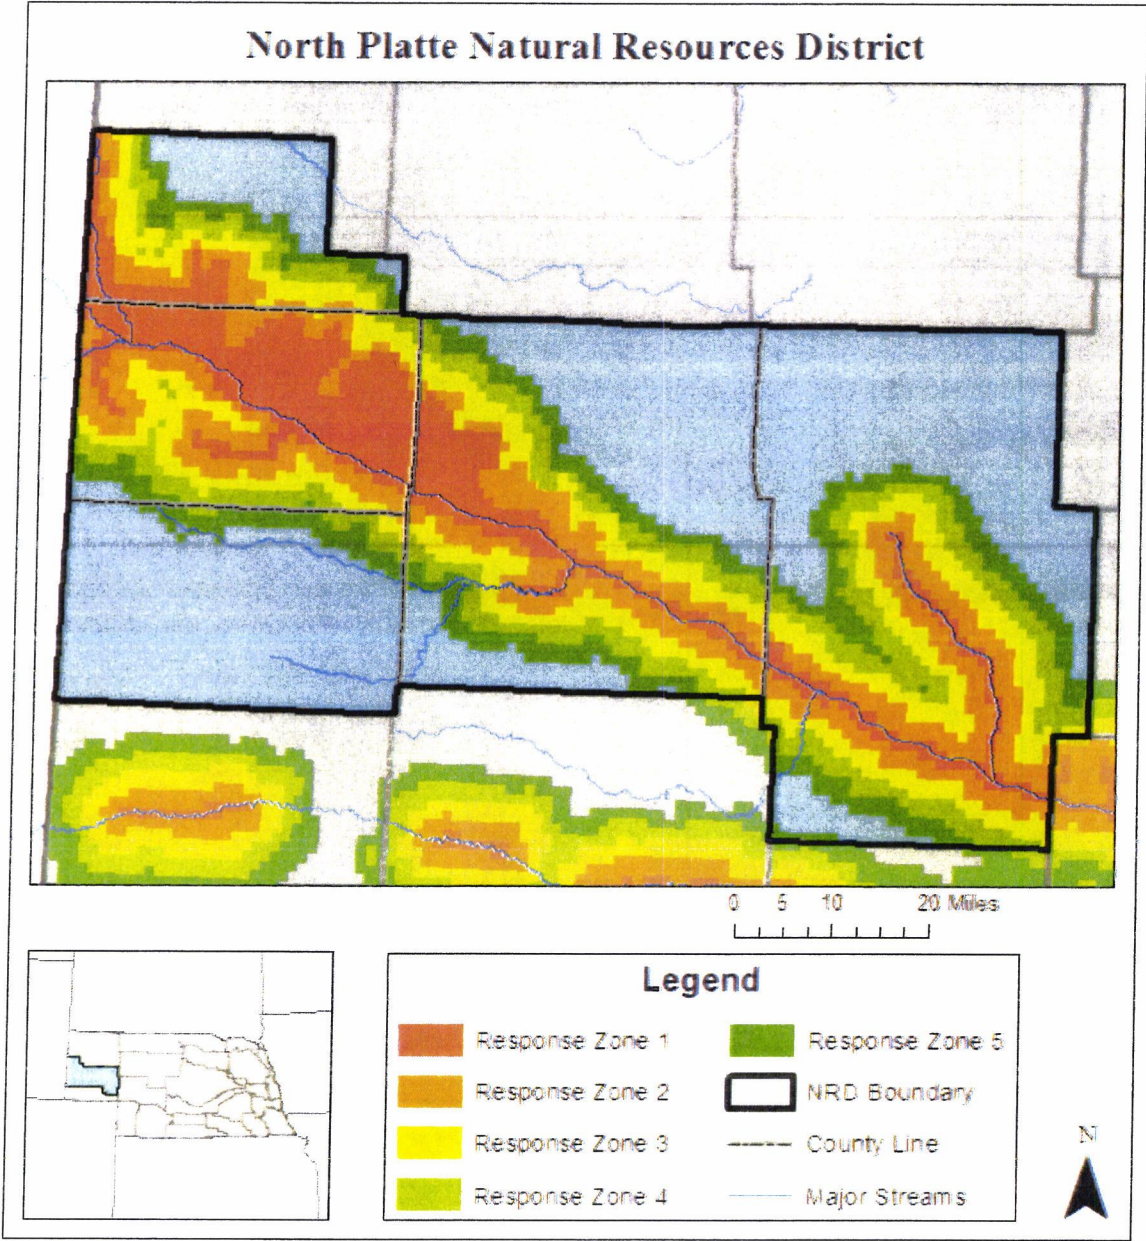 North Platte Natural Resources District
0 5 10 20 Miles
Legend
Response Zone 1
Response Zone 2
Response Zone 3
Response Zone 4
Response Zone 5
NRD Boundary
County Line
Major Streams
N